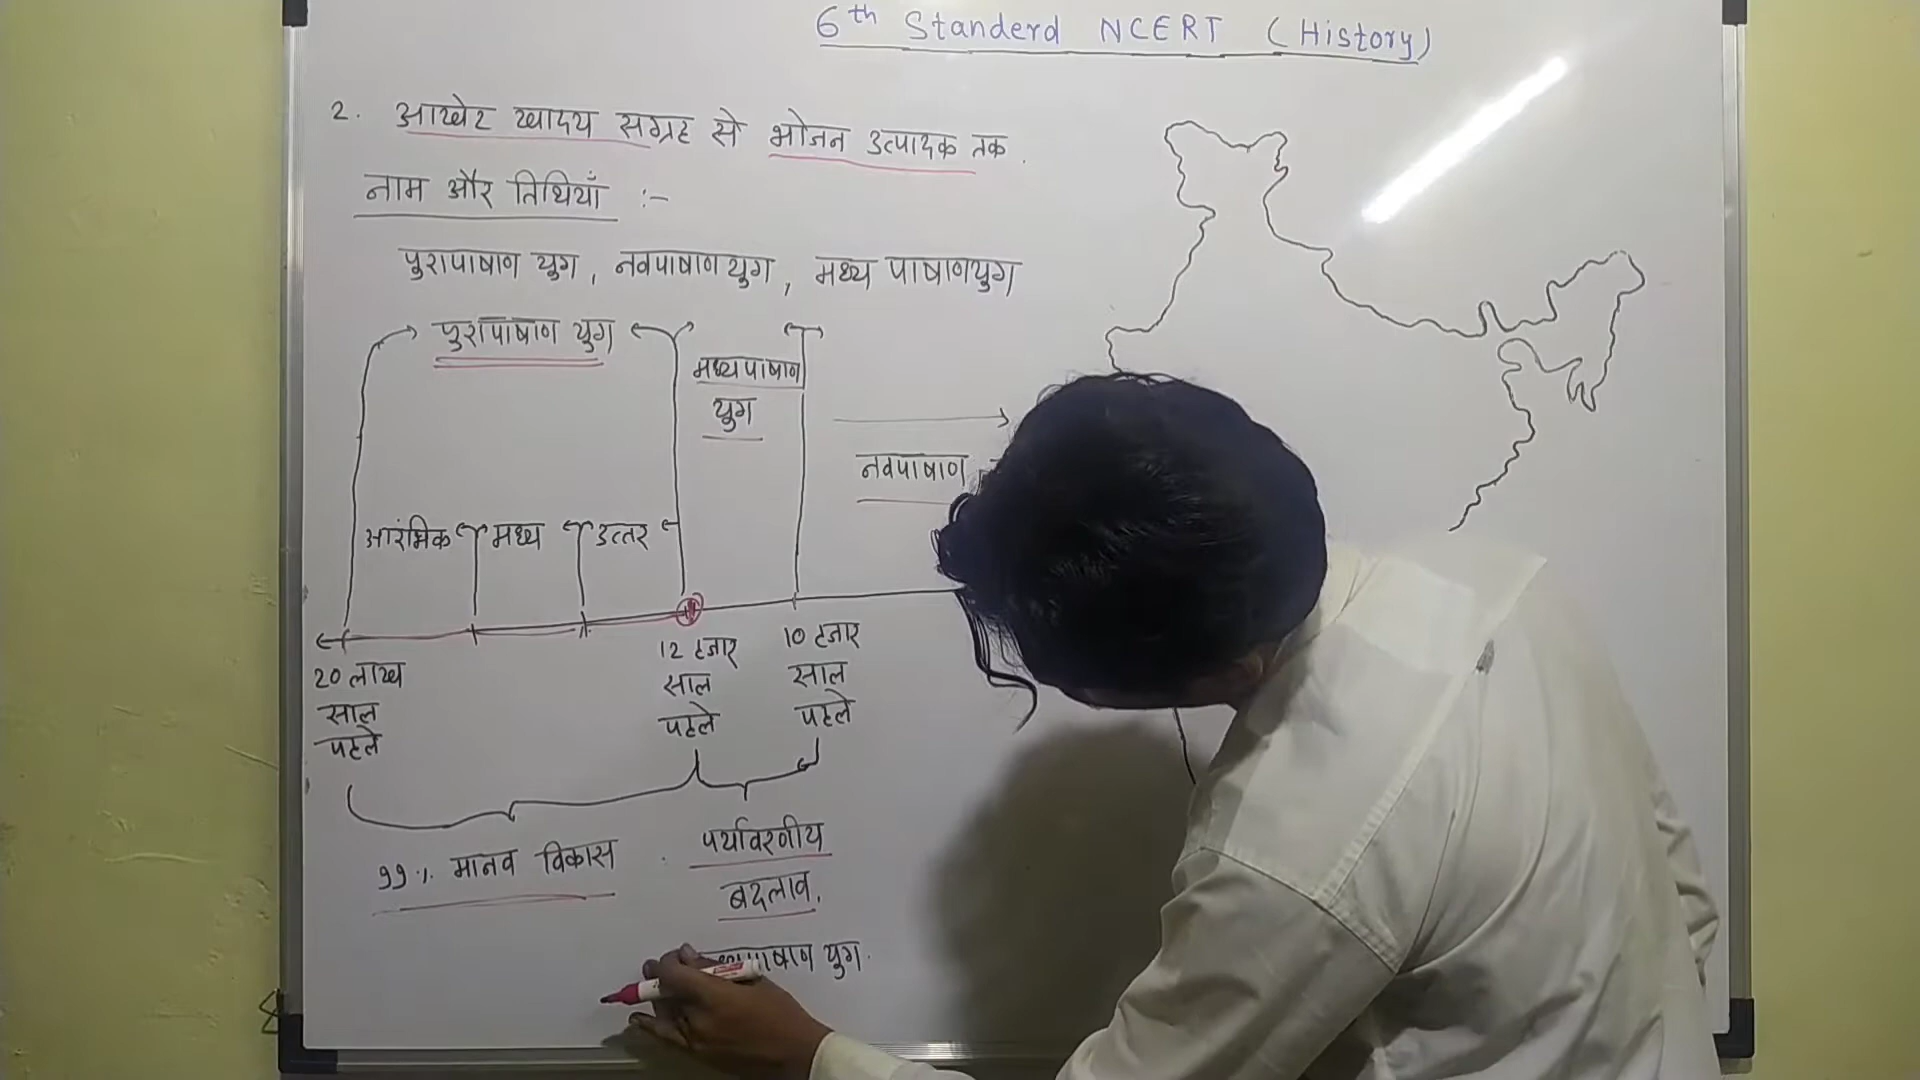 6th Standerd NCERT (History)
2. आखेट खादय सग्रह से भोजन उत्पादक तक.
नाम और तिथियाँ :-
पुरापाषाण युग, नवपाषाण युग, मध्य पाषाणयुग
पुरापाषाण युग
मध्यपाषाण
युग
नवपाषाण
आरंभिक मध्य उत्तर
20 लाख
साल
पहले
12 हजार
साल
पहले
10 हजार
साल
पहले
99% मानव विकास
पर्यावरणीय
बदलाव.
युग.